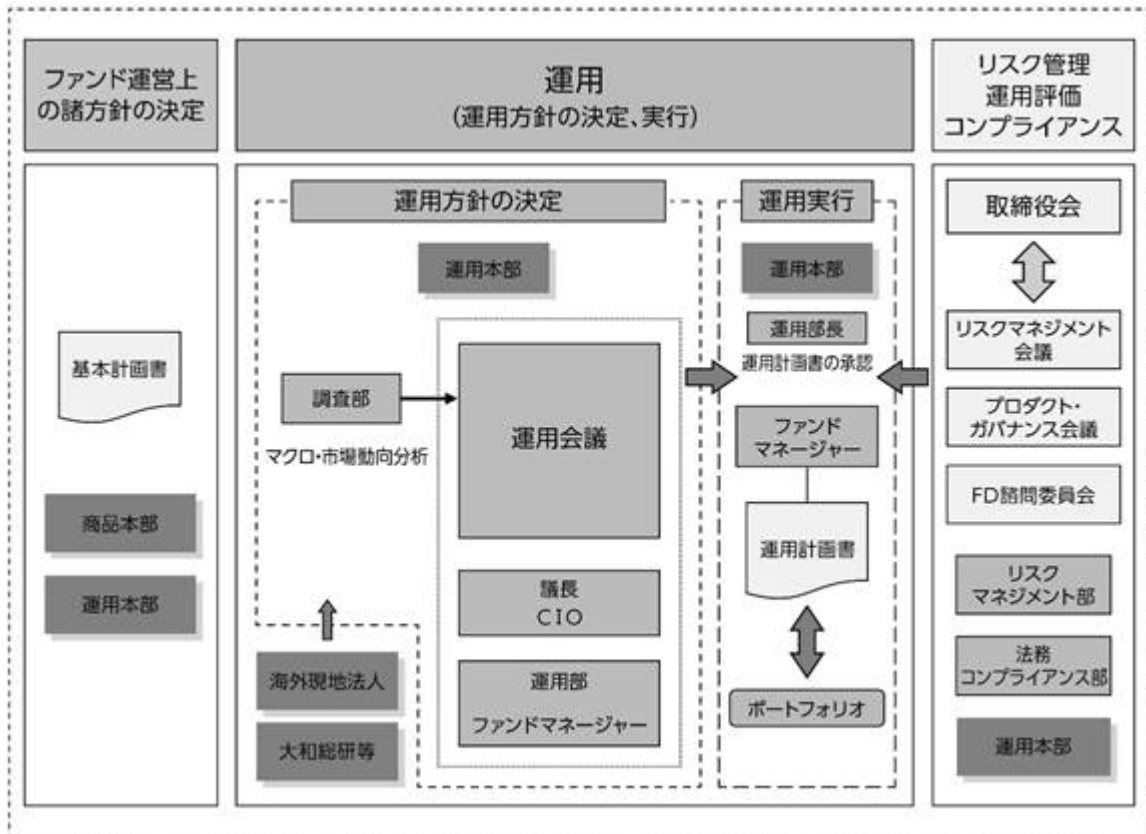 ファンド運営上
の諸方針の決定
運用
(運用方針の決定、実行)
リスク管理
運用評価
コンプライアンス
基本計画書
商品本部
運用本部
運用方針の決定
運用本部
調査部
マクロ・市場動向分析
運用会議
議長
CIO
運用部
ファンドマネージャー
海外現地法人
大和総研等
運用実行
運用本部
運用部長
運用計画書の承認
ファンド
マネージャー
運用計画書
ポートフォリオ
取締役会
リスクマネジメント
会議
プロダクト・
ガバナンス会議
FD諮問委員会
リスク
マネジメント部
法務
コンプライアンス部
運用本部